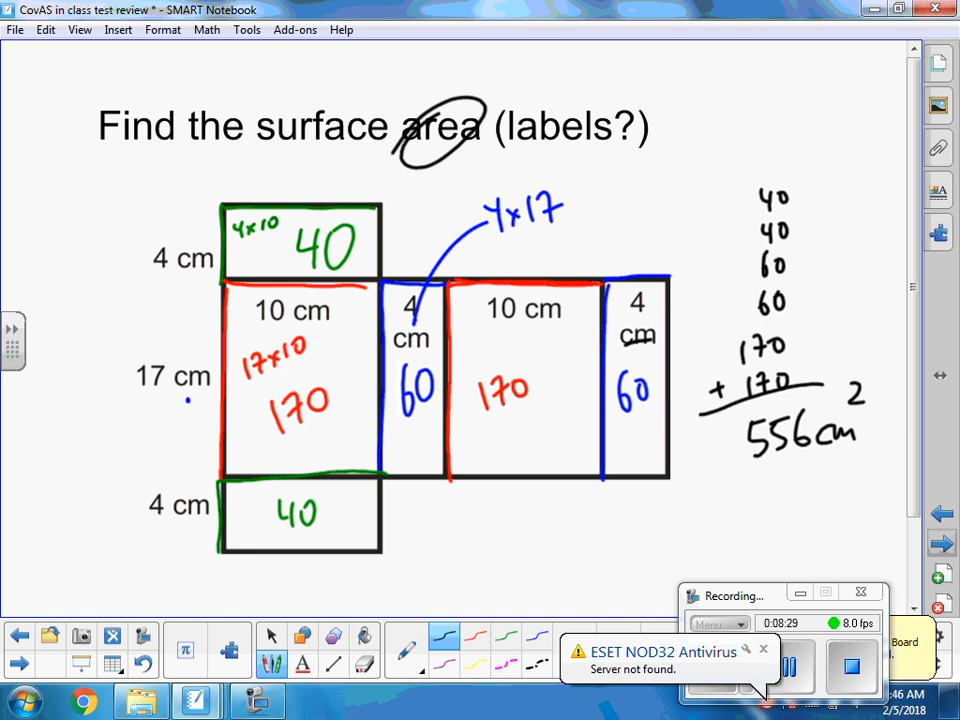 CovAS in class test review * - SMART Notebook
File Edit View Insert Format Math Tools Add-ons Help
Find the surface area (labels?)
4x10 40
4 cm
4x17
10 cm
4
cm
10 cm
4
cm
17x10
17 cm
170
60
170
60
4 cm
40
40
40
60
60
170
+ 170
556cm 2
Recording...
Menu
0:08:29
8.0 fps
ESET NOD32 Antivirus
Server not found.
Board
:46 AM
2/5/2018